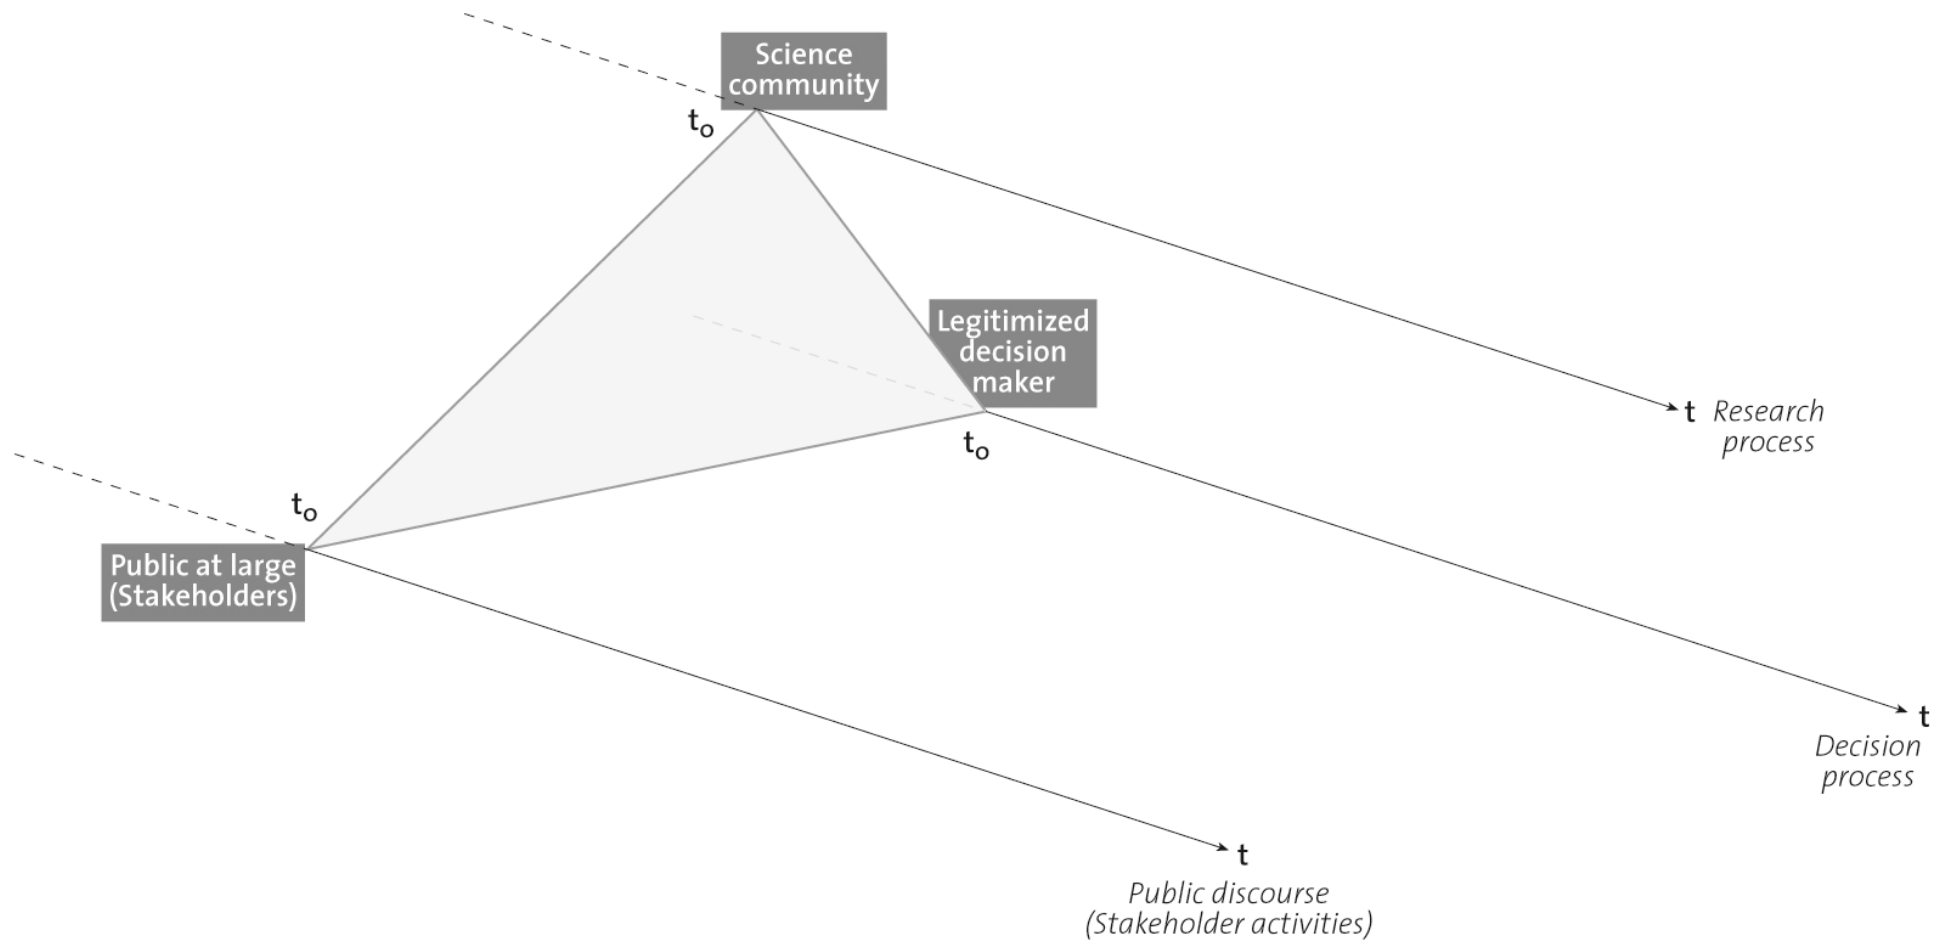 Science
community
t₀
Legitimized
decision
maker
t Research
process
t₀
t₀
Public at large
(Stakeholders)
t
Decision
process
t
Public discourse
(Stakeholder activities)